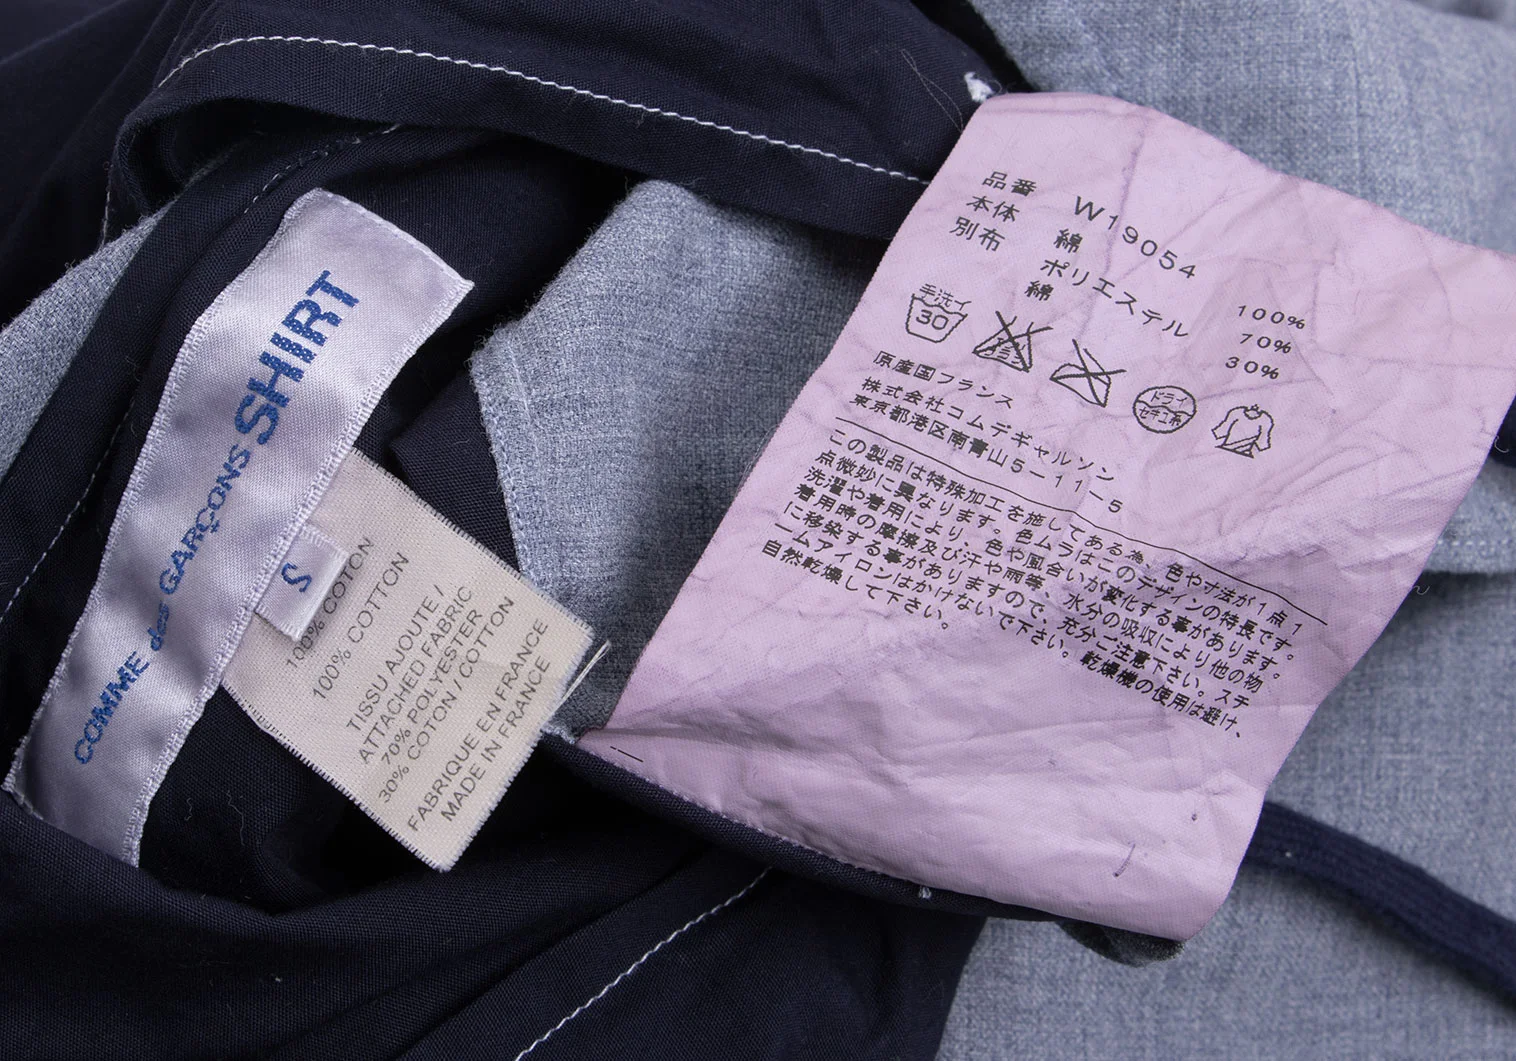 COMME des GARÇONS SHIRT
S
100% COTON
100% COTTON
TISSU AJOUTE /
ATTACHED FABRIC
70% POLYESTER
30% COTON / COTTON
FABRIQUE EN FRANCE
MADE IN FRANCE
品番 W19054
本体 綿 100%
別布 ポリエステル 70%
綿 30%
手洗イ
30
エンソサラシ
ドライ
セキユ系
原産国フランス
株式会社コムデギャルソン
東京都港区南青山5-11-5
この製品は特殊加工を施してある為、色や寸法が1点1
点微妙に異なります。色ムラはこのデザインの特長です。
洗濯や着用により、色や風合いが変化する事があります。
着用時の摩擦及び汗や雨等、水分の吸収により他の物
に移染する事がありますので、充分ご注意下さい。スチ
ームアイロンはかけないで下さい。乾燥機の使用は避け、
自然乾燥して下さい。